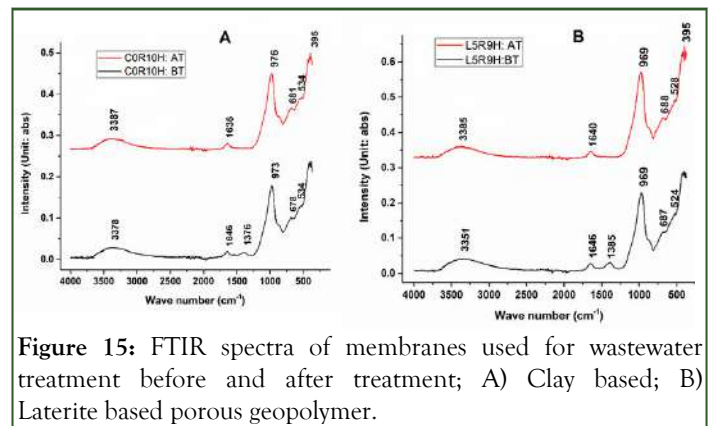 A
C0R10H: AT
C0R10H: BT
Intensity (Unit: abs)
0.5
0.4
0.3
0.2
0.1
0.0
3387
1636
976
681
534
395
3378
1646
1376
973
678
534
4000 3500 3000 2500 2000 1500 1000 500
Wave number (cm-1)
B
L5R9H: AT
L5R9H:BT
Intensity (Unit: abs)
0.6
0.5
0.4
0.3
0.2
0.1
0.0
3385
1640
969
688
528
395
3351
1646
1385
969
687
524
4000 3500 3000 2500 2000 1500 1000 500
Wave number (cm-1)
Figure 15: FTIR spectra of membranes used for wastewater
treatment before and after treatment; A) Clay based; B)
Laterite based porous geopolymer.